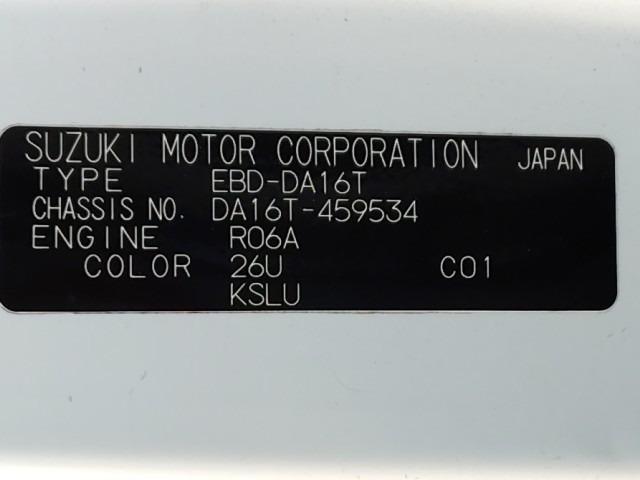 SUZUKI MOTOR CORPORATION JAPAN
TYPE EBD-DA16T
CHASSIS NO. DA16T-459534
ENGINE R06A
COLOR 26U C01
KSLU